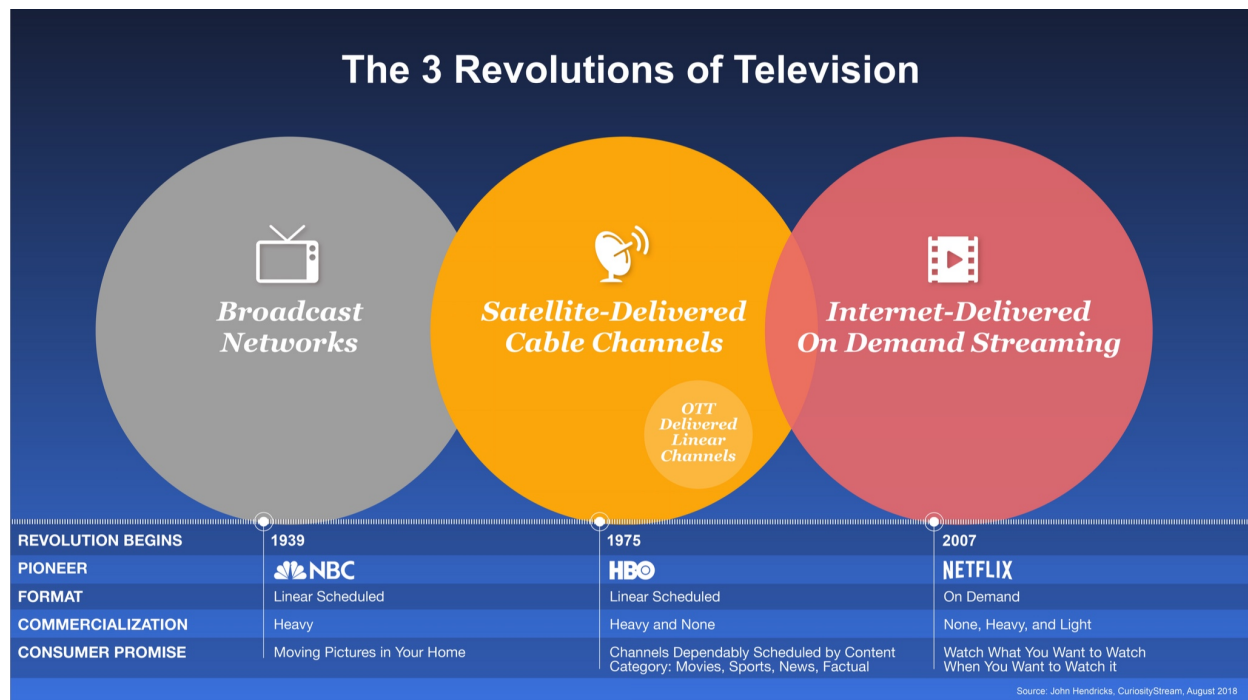 The 3 Revolutions of Television
Broadcast
Networks
Satellite-Delivered
Cable Channels
OTT
Delivered
Linear
Channels
Internet-Delivered
On Demand Streaming
REVOLUTION BEGINS 1939 1975 2007
PIONEER NBC HBO NETFLIX
FORMAT Linear Scheduled Linear Scheduled On Demand
COMMERCIALIZATION Heavy Heavy and None None, Heavy, and Light
CONSUMER PROMISE Moving Pictures in Your Home Channels Dependably Scheduled by Content Watch What You Want to Watch
Category: Movies, Sports, News, Factual When You Want to Watch it
Source: John Hendricks, CuriosityStream, August 2018